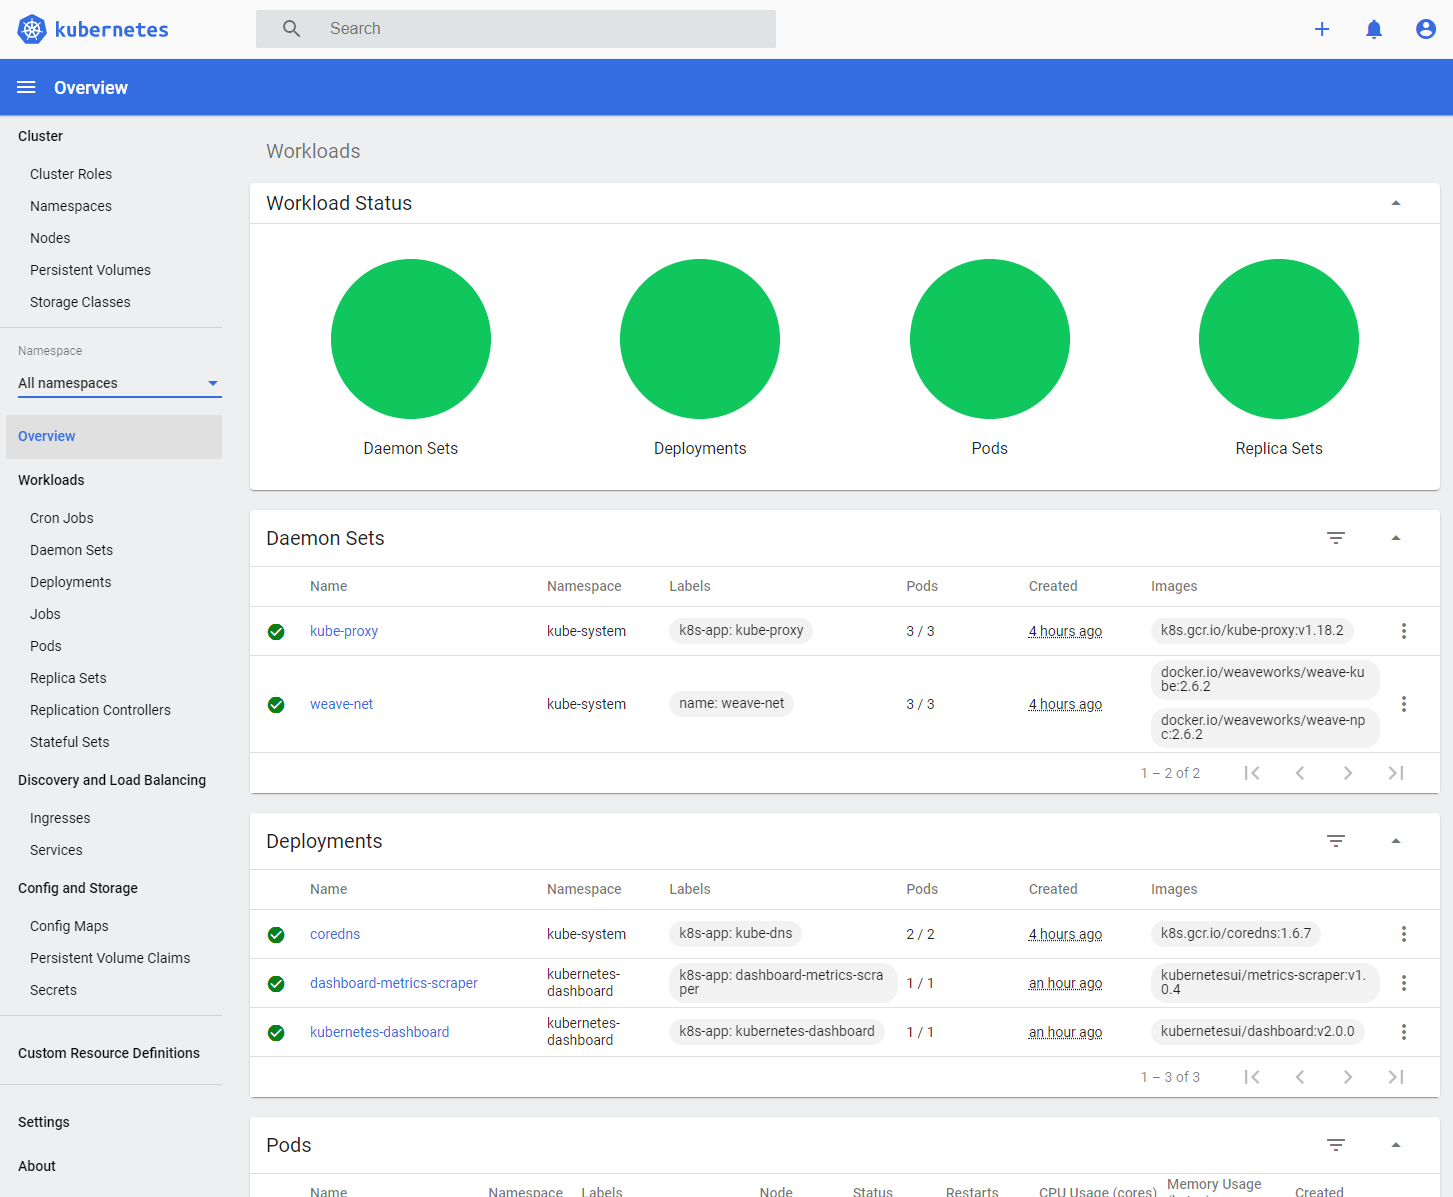 kubernetes
Search
Overview
Cluster
Cluster Roles
Namespaces
Nodes
Persistent Volumes
Storage Classes
Namespace
All namespaces
Overview
Workloads
Cron Jobs
Daemon Sets
Deployments
Jobs
Pods
Replica Sets
Replication Controllers
Stateful Sets
Discovery and Load Balancing
Ingresses
Services
Config and Storage
Config Maps
Persistent Volume Claims
Secrets
Custom Resource Definitions
Settings
About
Workloads
Workload Status
Daemon Sets
Deployments
Pods
Replica Sets
Daemon Sets
Name Namespace Labels Pods Created Images
kube-proxy kube-system k8s-app: kube-proxy 3 / 3 4 hours ago k8s.gcr.io/kube-proxy:v1.18.2
weave-net kube-system name: weave-net 3 / 3 4 hours ago
docker.io/weaveworks/weave-ku
be:2.6.2
docker.io/weaveworks/weave-np
c:2.6.2
1 – 2 of 2
Deployments
Name Namespace Labels Pods Created Images
coredns kube-system k8s-app: kube-dns 2 / 2 4 hours ago k8s.gcr.io/coredns:1.6.7
dashboard-metrics-scraper
kubernetes-
dashboard
k8s-app: dashboard-metrics-scra
per
1 / 1
an hour ago
kubernetesui/metrics-scraper:v1.
0.4
kubernetes-dashboard
kubernetes-
dashboard
k8s-app: kubernetes-dashboard
1 / 1
an hour ago
kubernetesui/dashboard:v2.0.0
1 – 3 of 3
Pods
Name Namespace Labels Node Status Restarts CPU Usage (cores) Memory Usage Created